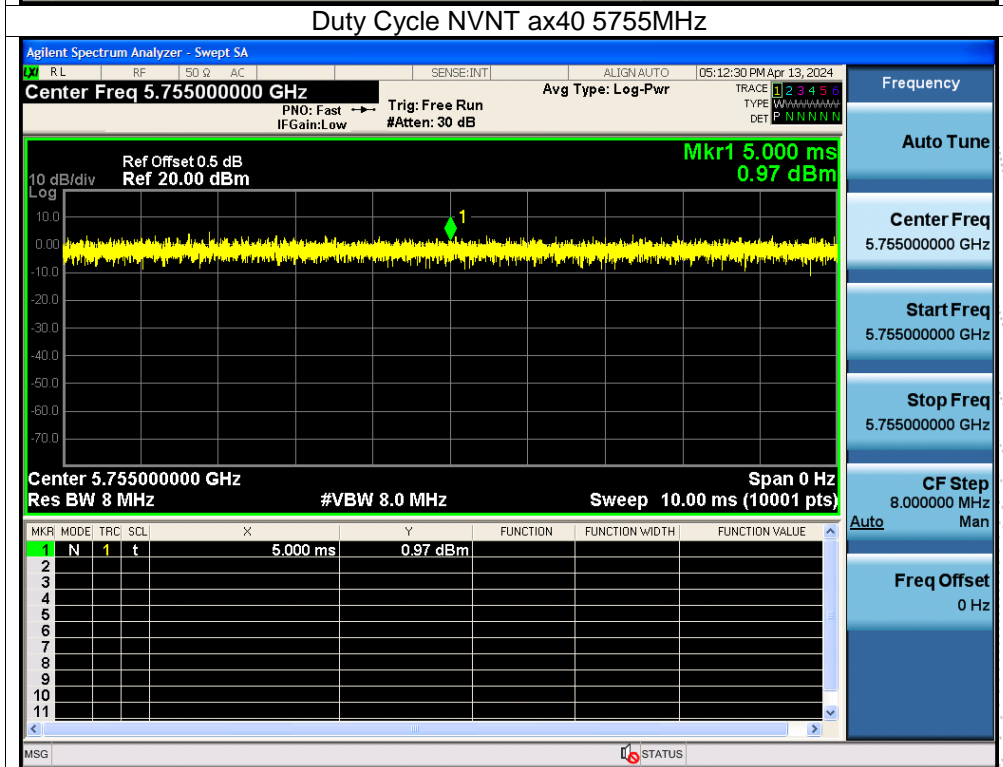 Duty Cycle NVNT ax40 5755MHz
Agilent Spectrum Analyzer - Swept SA
LXI RL RF 50 Ω AC SENSE:INT ALIGN AUTO 05:12:30 PM Apr 13, 2024
Center Freq 5.755000000 GHz
PNO: Fast
IFGain:Low
Trig: Free Run
#Atten: 30 dB
Avg Type: Log-Pwr
TRACE 1 2 3 4 5 6
TYPE WWWWWW
DET P N N N N N
Ref Offset 0.5 dB
Ref 20.00 dBm
10 dB/div
Log
Mkr1 5.000 ms
0.97 dBm
1
10.0
0.00
-10.0
-20.0
-30.0
-40.0
-50.0
-60.0
-70.0
Center 5.755000000 GHz Span 0 Hz
Res BW 8 MHz #VBW 8.0 MHz Sweep 10.00 ms (10001 pts)
MKR MODE TRC SCL X Y FUNCTION FUNCTION WIDTH FUNCTION VALUE
1 N 1 t 5.000 ms 0.97 dBm
2
3
4
5
6
7
8
9
10
11
MSG STATUS
Frequency
Auto Tune
Center Freq
5.755000000 GHz
Start Freq
5.755000000 GHz
Stop Freq
5.755000000 GHz
CF Step
8.000000 MHz
Auto Man
Freq Offset
0 Hz